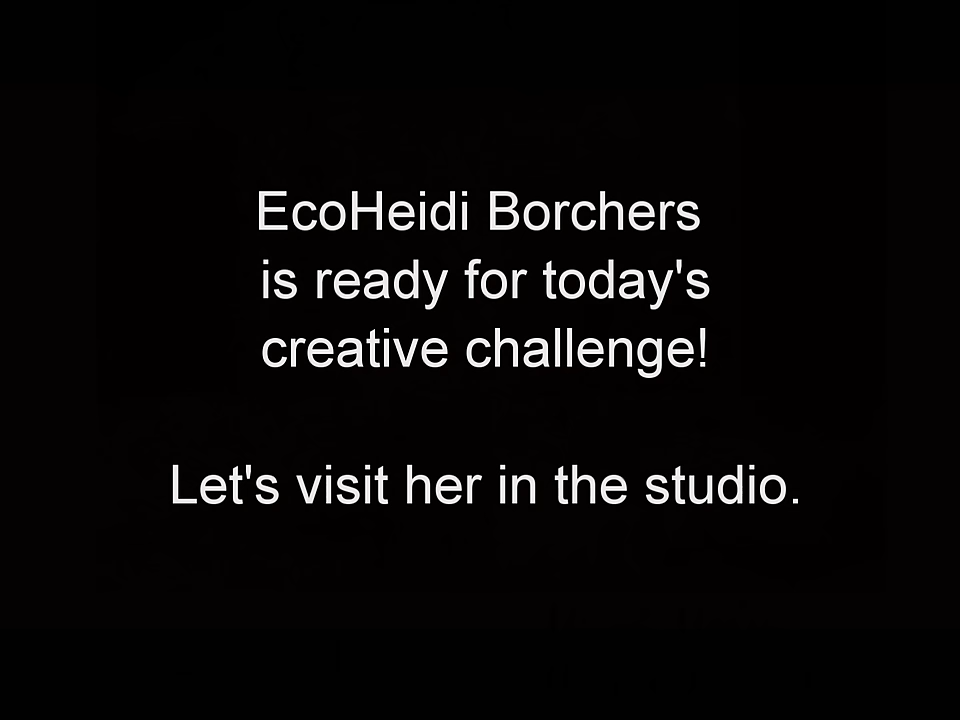 EcoHeidi Borchers
is ready for today's
creative challenge!
Let's visit her in the studio.